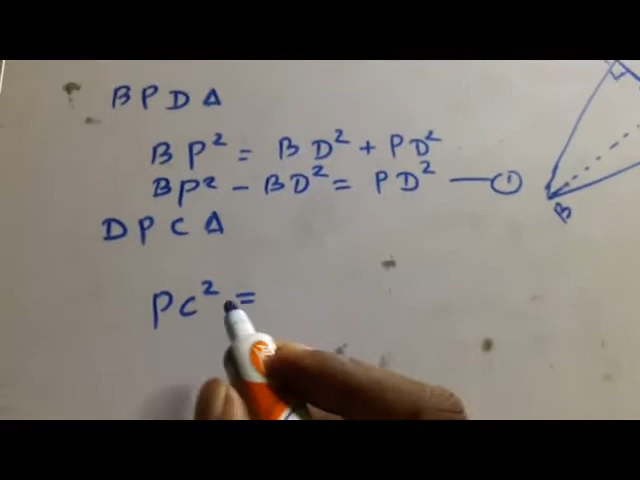 BPD Δ
BP² = BD² + PD²
BP² - BD² = PD² —①
DPC Δ
PC² =
B